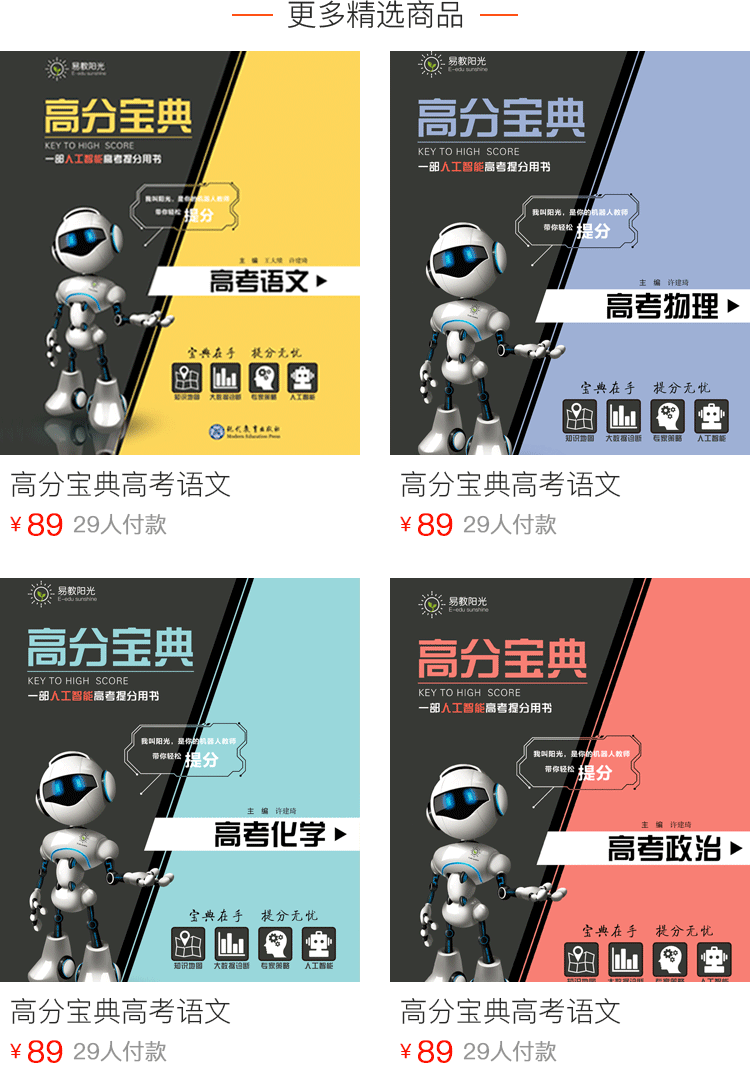 更多精选商品
易教阳光
E-edu sunshine
高分宝典
KEY TO HIGH SCORE
一部人工智能高考提分用书
我叫阳光,是你的机器人教师
带你轻松 提分
主 编 王大绩 许建琦
高考语文
宝典在手 提分无忧
知识地图 大数据诊断 专家策略 人工智能
现代教育出版社
Modern Education Press
高分宝典高考语文
¥89 29人付款
易教阳光
E-edu sunshine
高分宝典
KEY TO HIGH SCORE
一部人工智能高考提分用书
我叫阳光,是你的机器人教师
带你轻松 提分
主 编 许建琦
高考物理
宝典在手 提分无忧
知识地图 大数据诊断 专家策略 人工智能
高分宝典高考语文
¥89 29人付款
易教阳光
E-edu sunshine
高分宝典
KEY TO HIGH SCORE
一部人工智能高考提分用书
我叫阳光,是你的机器人教师
带你轻松 提分
主 编 许建琦
高考化学
宝典在手 提分无忧
知识地图 大数据诊断 专家策略 人工智能
高分宝典高考语文
¥89 29人付款
易教阳光
E-edu sunshine
高分宝典
KEY TO HIGH SCORE
一部人工智能高考提分用书
我叫阳光,是你的机器人教师
带你轻松 提分
主 编 许建琦
高考政治
宝典在手 提分无忧
高分宝典高考语文
¥89 29人付款